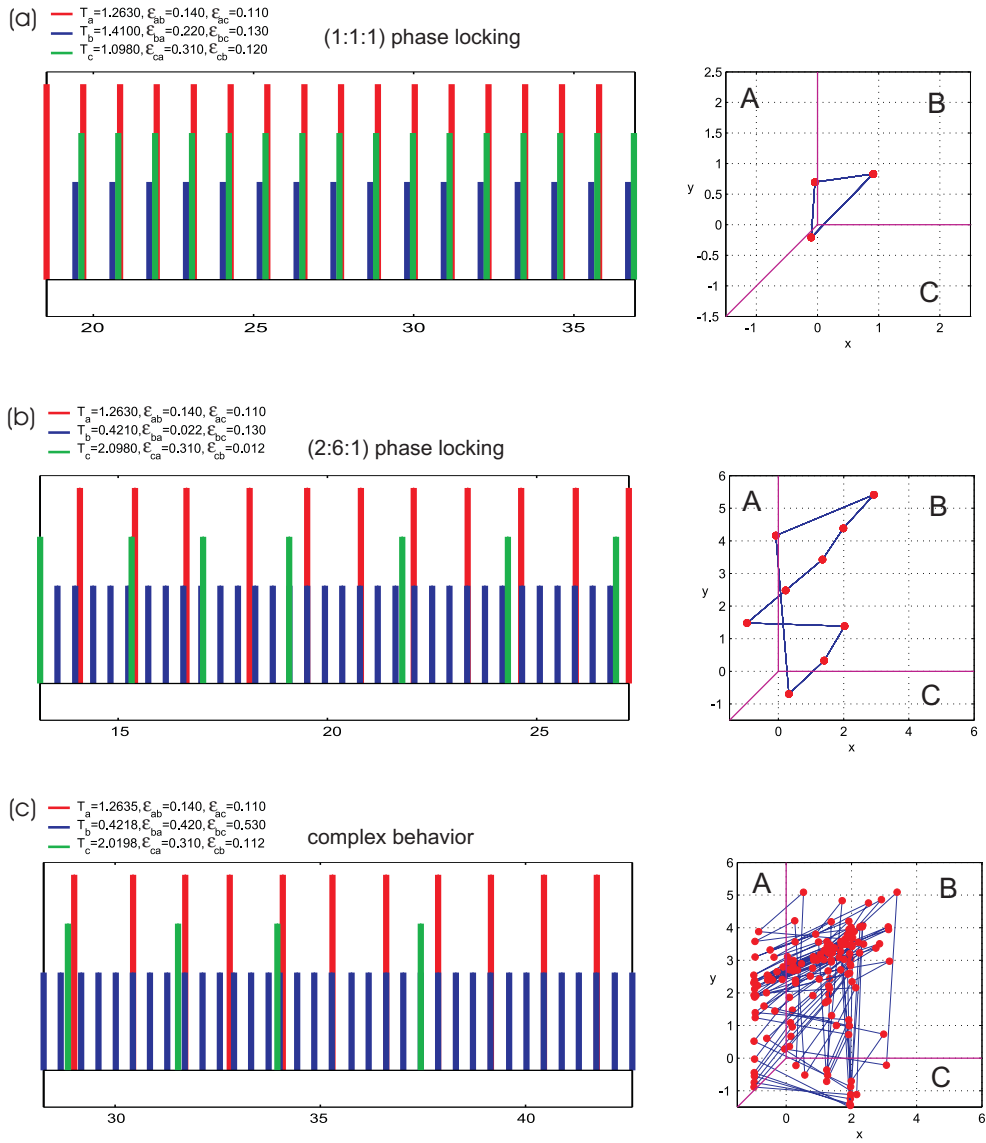 (a)
T_a=1.2630, ε_ab=0.140, ε_ac=0.110
T_b=1.4100, ε_ba=0.220, ε_bc=0.130
T_c=1.0980, ε_ca=0.310, ε_cb=0.120
(1:1:1) phase locking
20 25 30 35
2.5
2
1.5
1
0.5
0
-0.5
-1
-1.5
y
A
B
C
-1 0 1 2
x
(b)
T_a=1.2630, ε_ab=0.140, ε_ac=0.110
T_b=0.4210, ε_ba=0.022, ε_bc=0.130
T_c=2.0980, ε_ca=0.310, ε_cb=0.012
(2:6:1) phase locking
15 20 25
6
5
4
3
2
1
0
-1
y
A
B
C
0 2 4 6
x
(c)
T_a=1.2635, ε_ab=0.140, ε_ac=0.110
T_b=0.4218, ε_ba=0.420, ε_bc=0.530
T_c=2.0198, ε_ca=0.310, ε_cb=0.112
complex behavior
30 35 40
6
5
4
3
2
1
0
-1
y
A
B
C
0 2 4 6
x